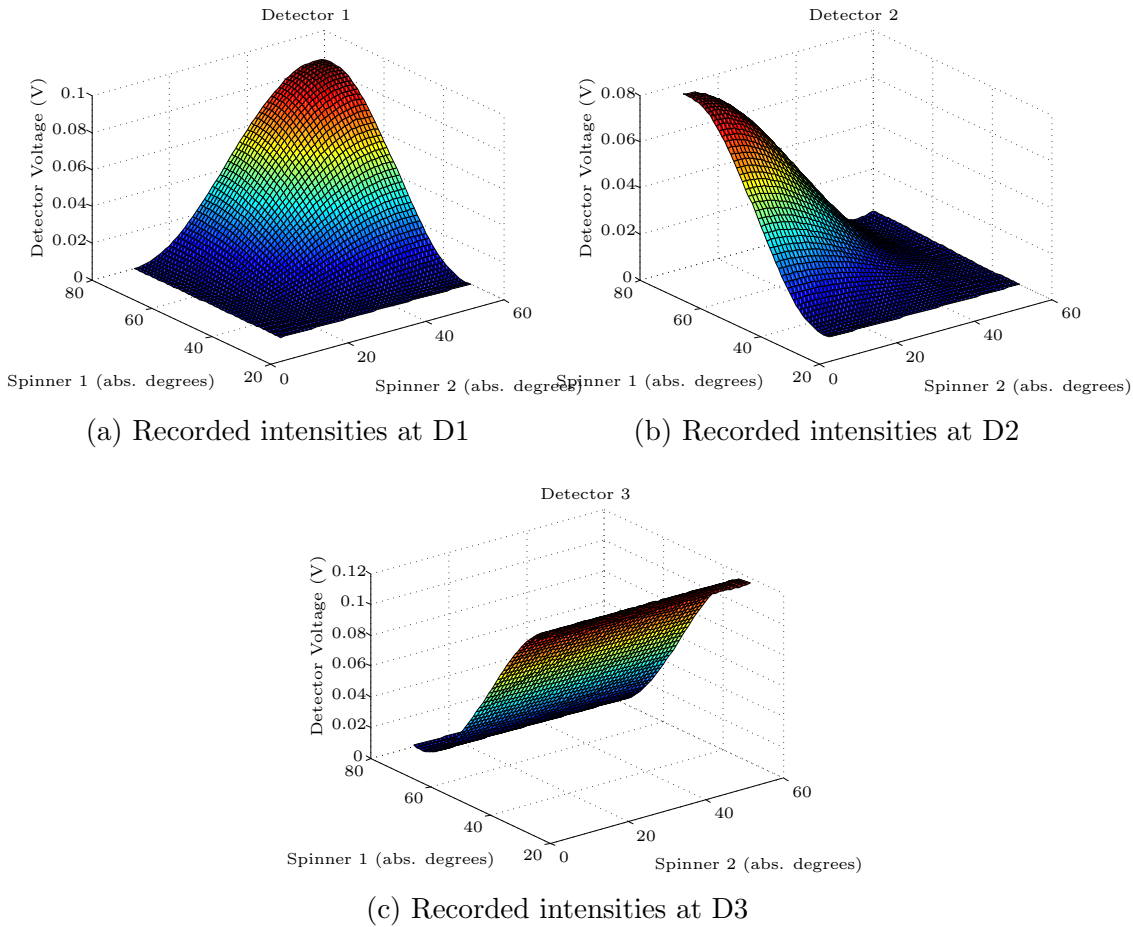 Detector 1
Detector Voltage (V)
0.1
0.08
0.06
0.04
0.02
0
80
60
40
20
0
20
40
60
Spinner 1 (abs. degrees)
Spinner 2 (abs. degrees)
(a) Recorded intensities at D1
Detector 2
Detector Voltage (V)
0.08
0.06
0.04
0.02
0
80
60
40
20
0
20
40
60
Spinner 1 (abs. degrees)
Spinner 2 (abs. degrees)
(b) Recorded intensities at D2
Detector 3
Detector Voltage (V)
0.12
0.1
0.08
0.06
0.04
0.02
0
80
60
40
20
0
20
40
60
Spinner 1 (abs. degrees)
Spinner 2 (abs. degrees)
(c) Recorded intensities at D3